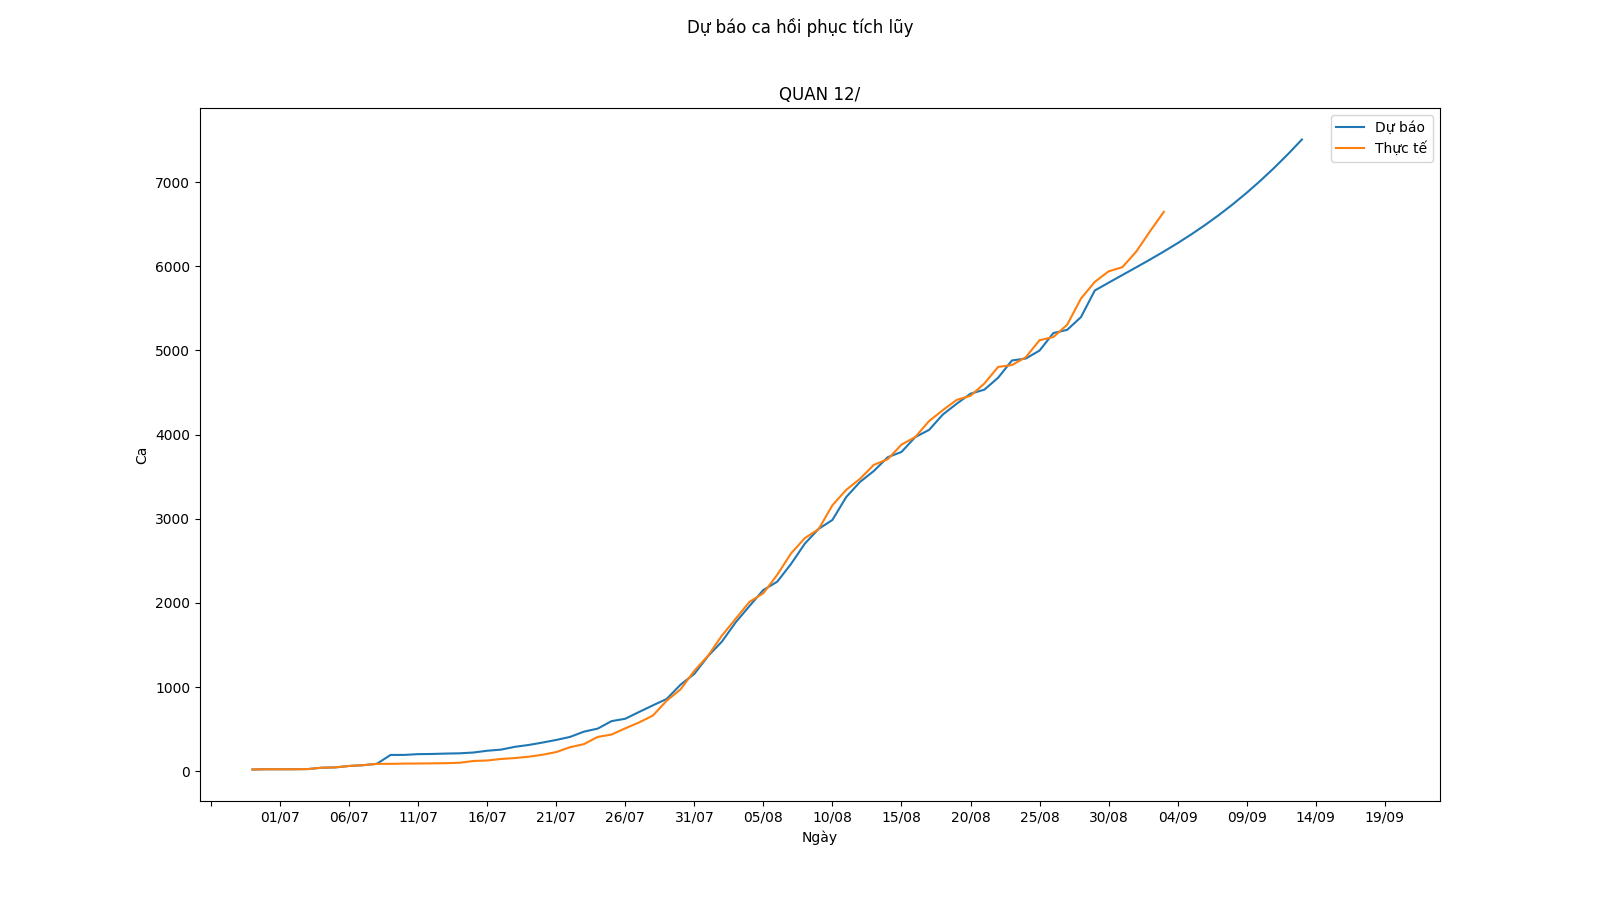 Dự báo ca hồi phục tích lũy
QUAN 12/
Dự báo
Thực tế
7000
6000
5000
4000
3000
2000
1000
0
Ca
01/07 06/07 11/07 16/07 21/07 26/07 31/07 05/08 10/08 15/08 20/08 25/08 30/08 04/09 09/09 14/09 19/09
Ngày